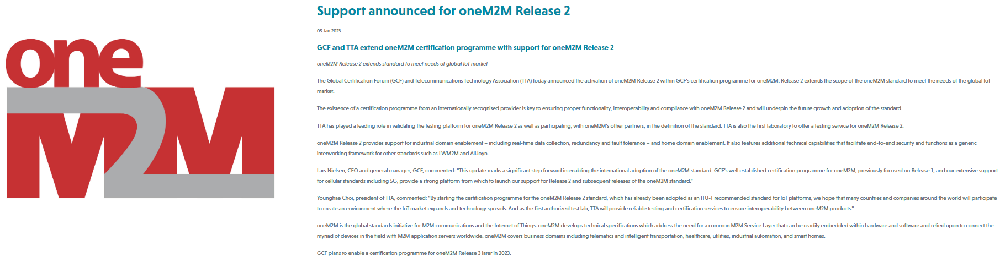 one
M2M
Support announced for oneM2M Release 2
05 Jan 2023
GCF and TTA extend oneM2M certification programme with support for oneM2M Release 2
oneM2M Release 2 extends standard to meet needs of global IoT market
The Global Certification Forum (GCF) and Telecommunications Technology Association (TTA) today announced the activation of oneM2M Release 2 within GCF's certification programme for oneM2M. Release 2 extends the scope of the oneM2M standard to meet the needs of the global IoT
market.
The existence of a certification programme from an internationally recognised provider is key to ensuring proper functionality, interoperability and compliance with oneM2M Release 2 and will underpin the future growth and adoption of the standard.
TTA has played a leading role in validating the testing platform for oneM2M Release 2 as well as participating, with oneM2M's other partners, in the definition of the standard. TTA is also the first laboratory to offer a testing service for oneM2M Release 2.
oneM2M Release 2 provides support for industrial domain enablement – including real-time data collection, redundancy and fault tolerance – and home domain enablement. It also features additional technical capabilities that facilitate end-to-end security and functions as a generic
interworking framework for other standards such as LWM2M and AllJoyn.
Lars Nielsen, CEO and general manager, GCF, commented: "This update marks a significant step forward in enabling the international adoption of the oneM2M standard. GCF's well established certification programme for oneM2M, previously focused on Release 1, and our extensive support
for cellular standards including 5G, provide a strong platform from which to launch our support for Release 2 and subsequent releases of the oneM2M standard."
Younghae Choi, president of TTA, commented: "By starting the certification programme for the oneM2M Release 2 standard, which has already been adopted as an ITU-T recommended standard for IoT platforms, we hope that many countries and companies around the world will participate
to create an environment where the IoT market expands and technology spreads. And as the first authorized test lab, TTA will provide reliable testing and certification services to ensure interoperability between oneM2M products."
oneM2M is the global standards initiative for M2M communications and the Internet of Things. oneM2M develops technical specifications which address the need for a common M2M Service Layer that can be readily embedded within hardware and software and relied upon to connect the
myriad of devices in the field with M2M application servers worldwide. oneM2M covers business domains including telematics and intelligent transportation, healthcare, utilities, industrial automation, and smart homes.
GCF plans to enable a certification programme for oneM2M Release 3 later in 2023.